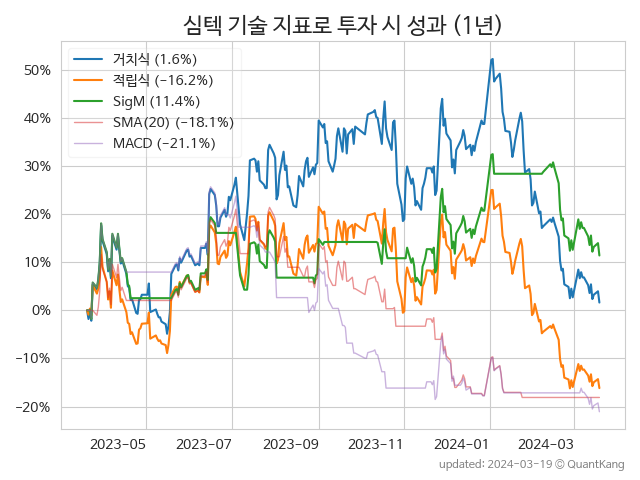 심텍 기술 지표로 투자 시 성과 (1년)
거치식 (1.6%)
적립식 (−16.2%)
SigM (11.4%)
SMA(20) (−18.1%)
MACD (−21.1%)
50%
40%
30%
20%
10%
0%
−10%
−20%
2023−05 2023−07 2023−09 2023−11 2024−01 2024−03
updated: 2024−03−19 ⓒ QuantKang